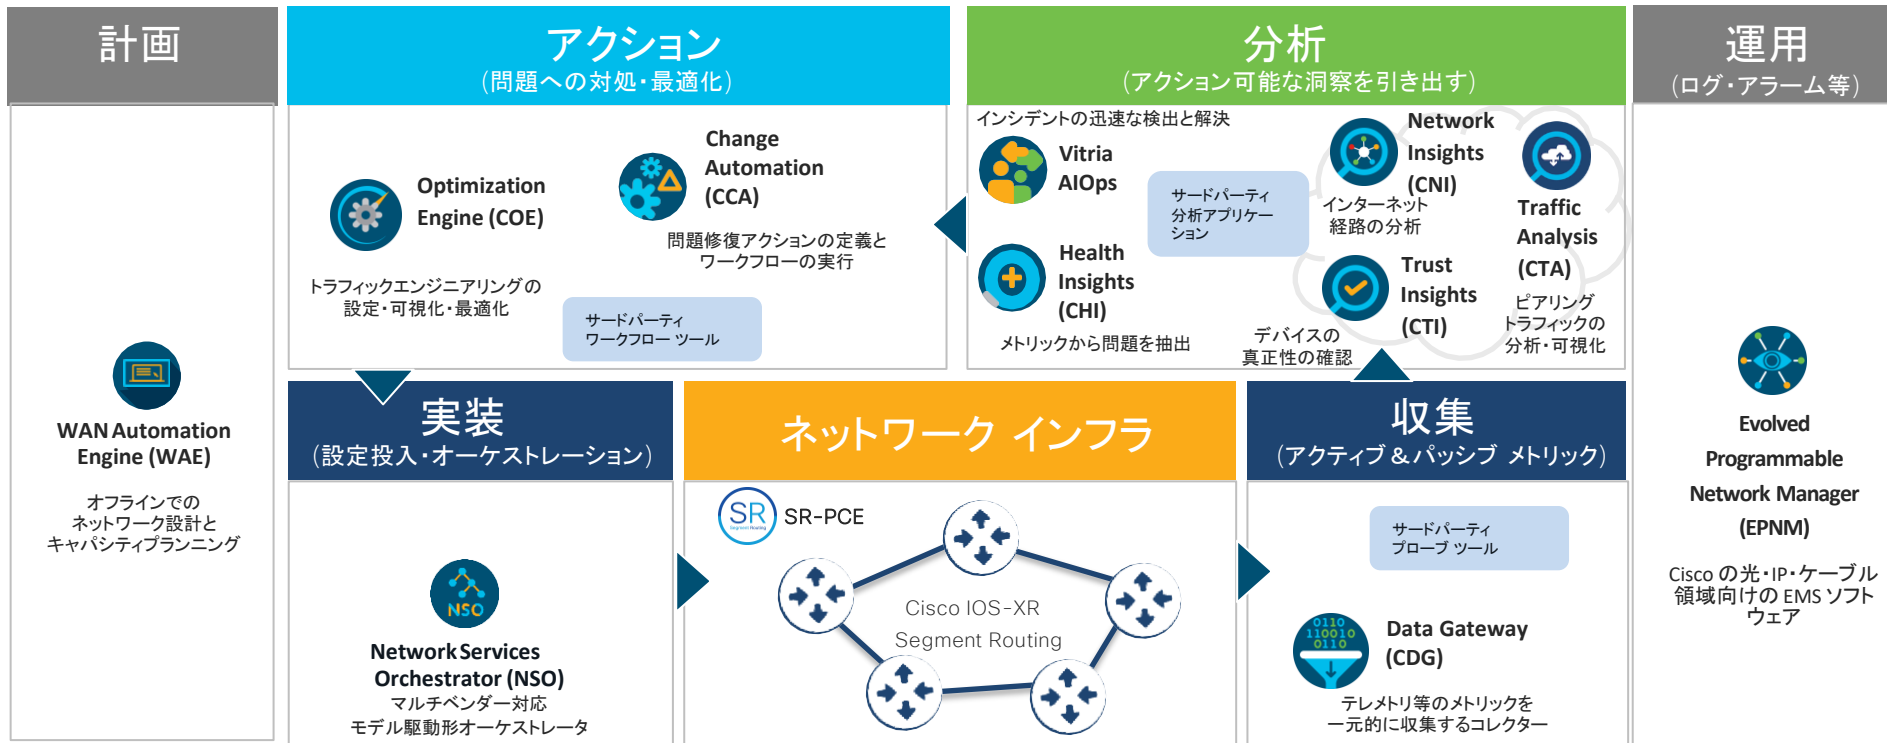 計画
WAN Automation
Engine (WAE)
オフラインでの
ネットワーク設計と
キャパシティプランニング
アクション
(問題への対処・最適化)
Optimization
Engine (COE)
トラフィックエンジニアリングの
設定・可視化・最適化
Change
Automation
(CCA)
問題修復アクションの定義と
ワークフローの実行
サードパーティ
ワークフロー ツール
分析
(アクション可能な洞察を引き出す)
インシデントの迅速な検出と解決
Vitria
AIOps
Health
Insights
(CHI)
メトリックから問題を抽出
サードパーティ
分析アプリケー
ション
Network
Insights
(CNI)
インターネット
経路の分析
Trust
Insights
(CTI)
デバイスの
真正性の確認
Traffic
Analysis
(CTA)
ピアリング
トラフィックの
分析・可視化
運用
(ログ・アラーム等)
Evolved
Programmable
Network Manager
(EPNM)
Cisco の光・IP・ケーブル
領域向けの EMS ソフト
ウェア
実装
(設定投入・オーケストレーション)
NSO
Network Services
Orchestrator (NSO)
マルチベンダー対応
モデル駆動形オーケストレータ
ネットワーク インフラ
SR
Segment Routing
SR-PCE
Cisco IOS-XR
Segment Routing
収集
(アクティブ & パッシブ メトリック)
サードパーティ
プローブ ツール
0110
110010
0110
Data Gateway
(CDG)
テレメトリ等のメトリックを
一元的に収集するコレクター